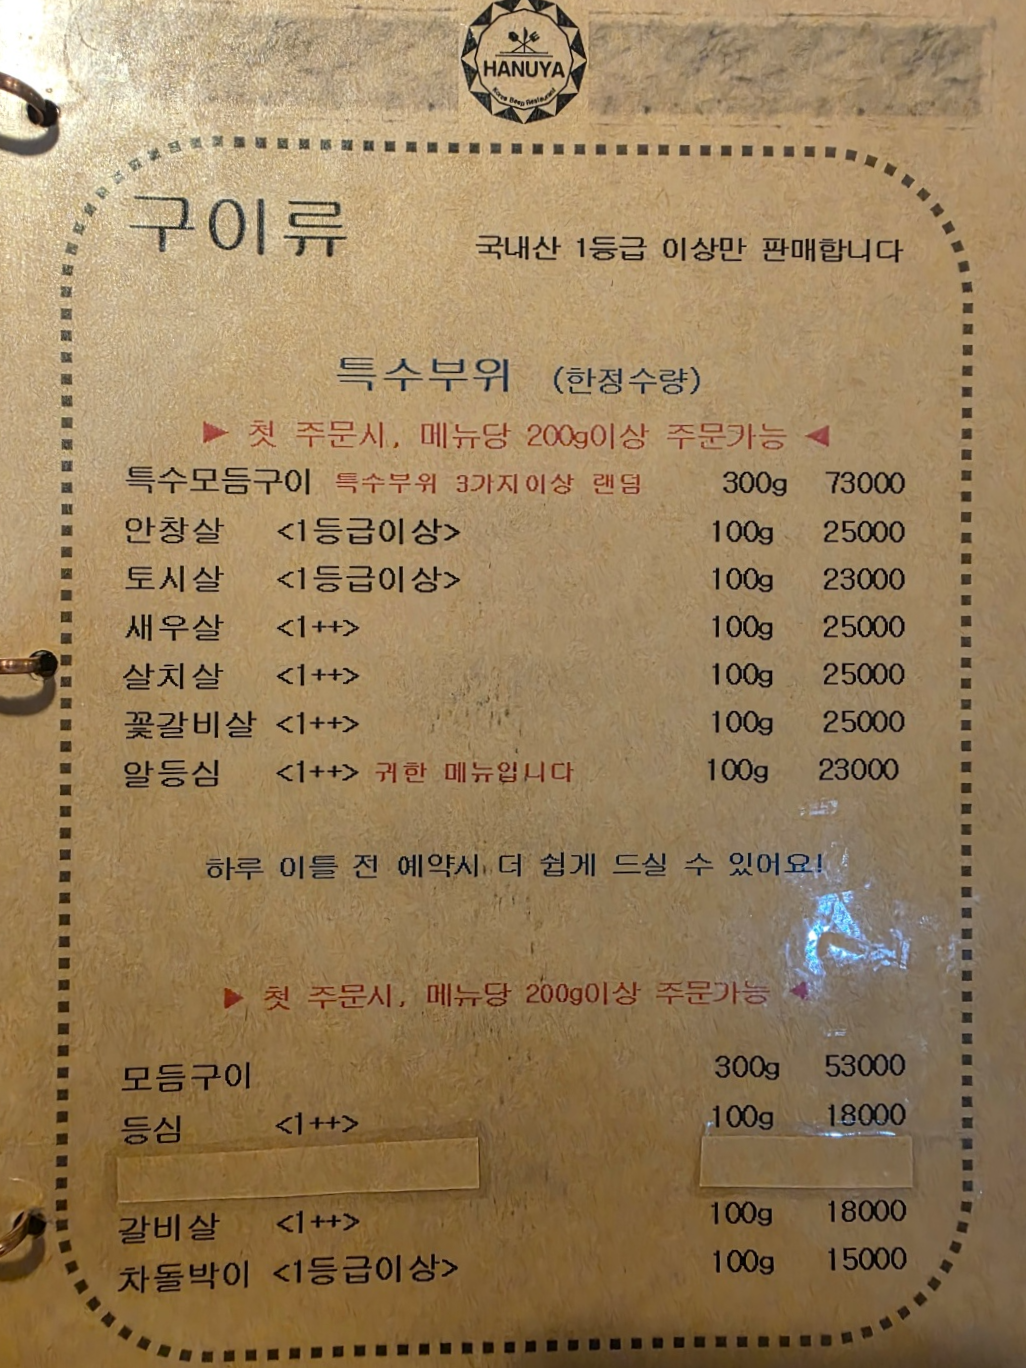 HANUYA
Korea Beep Restaurant
구이류
국내산 1등급 이상만 판매합니다
특수부위 (한정수량)
▶ 첫 주문시, 메뉴당 200g이상 주문가능 ◀
특수모듬구이 특수부위 3가지이상 랜덤 300g 73000
안창살 <1등급이상> 100g 25000
토시살 <1등급이상> 100g 23000
새우살 <1++> 100g 25000
살치살 <1++> 100g 25000
꽃갈비살 <1++> 100g 25000
알등심 <1++> 귀한 메뉴입니다 100g 23000
하루 이틀 전 예약시 더 쉽게 드실 수 있어요!
▶ 첫 주문시, 메뉴당 200g이상 주문가능 ◀
모듬구이 300g 53000
등심 <1++> 100g 18000
갈비살 <1++> 100g 18000
차돌박이 <1등급이상> 100g 15000